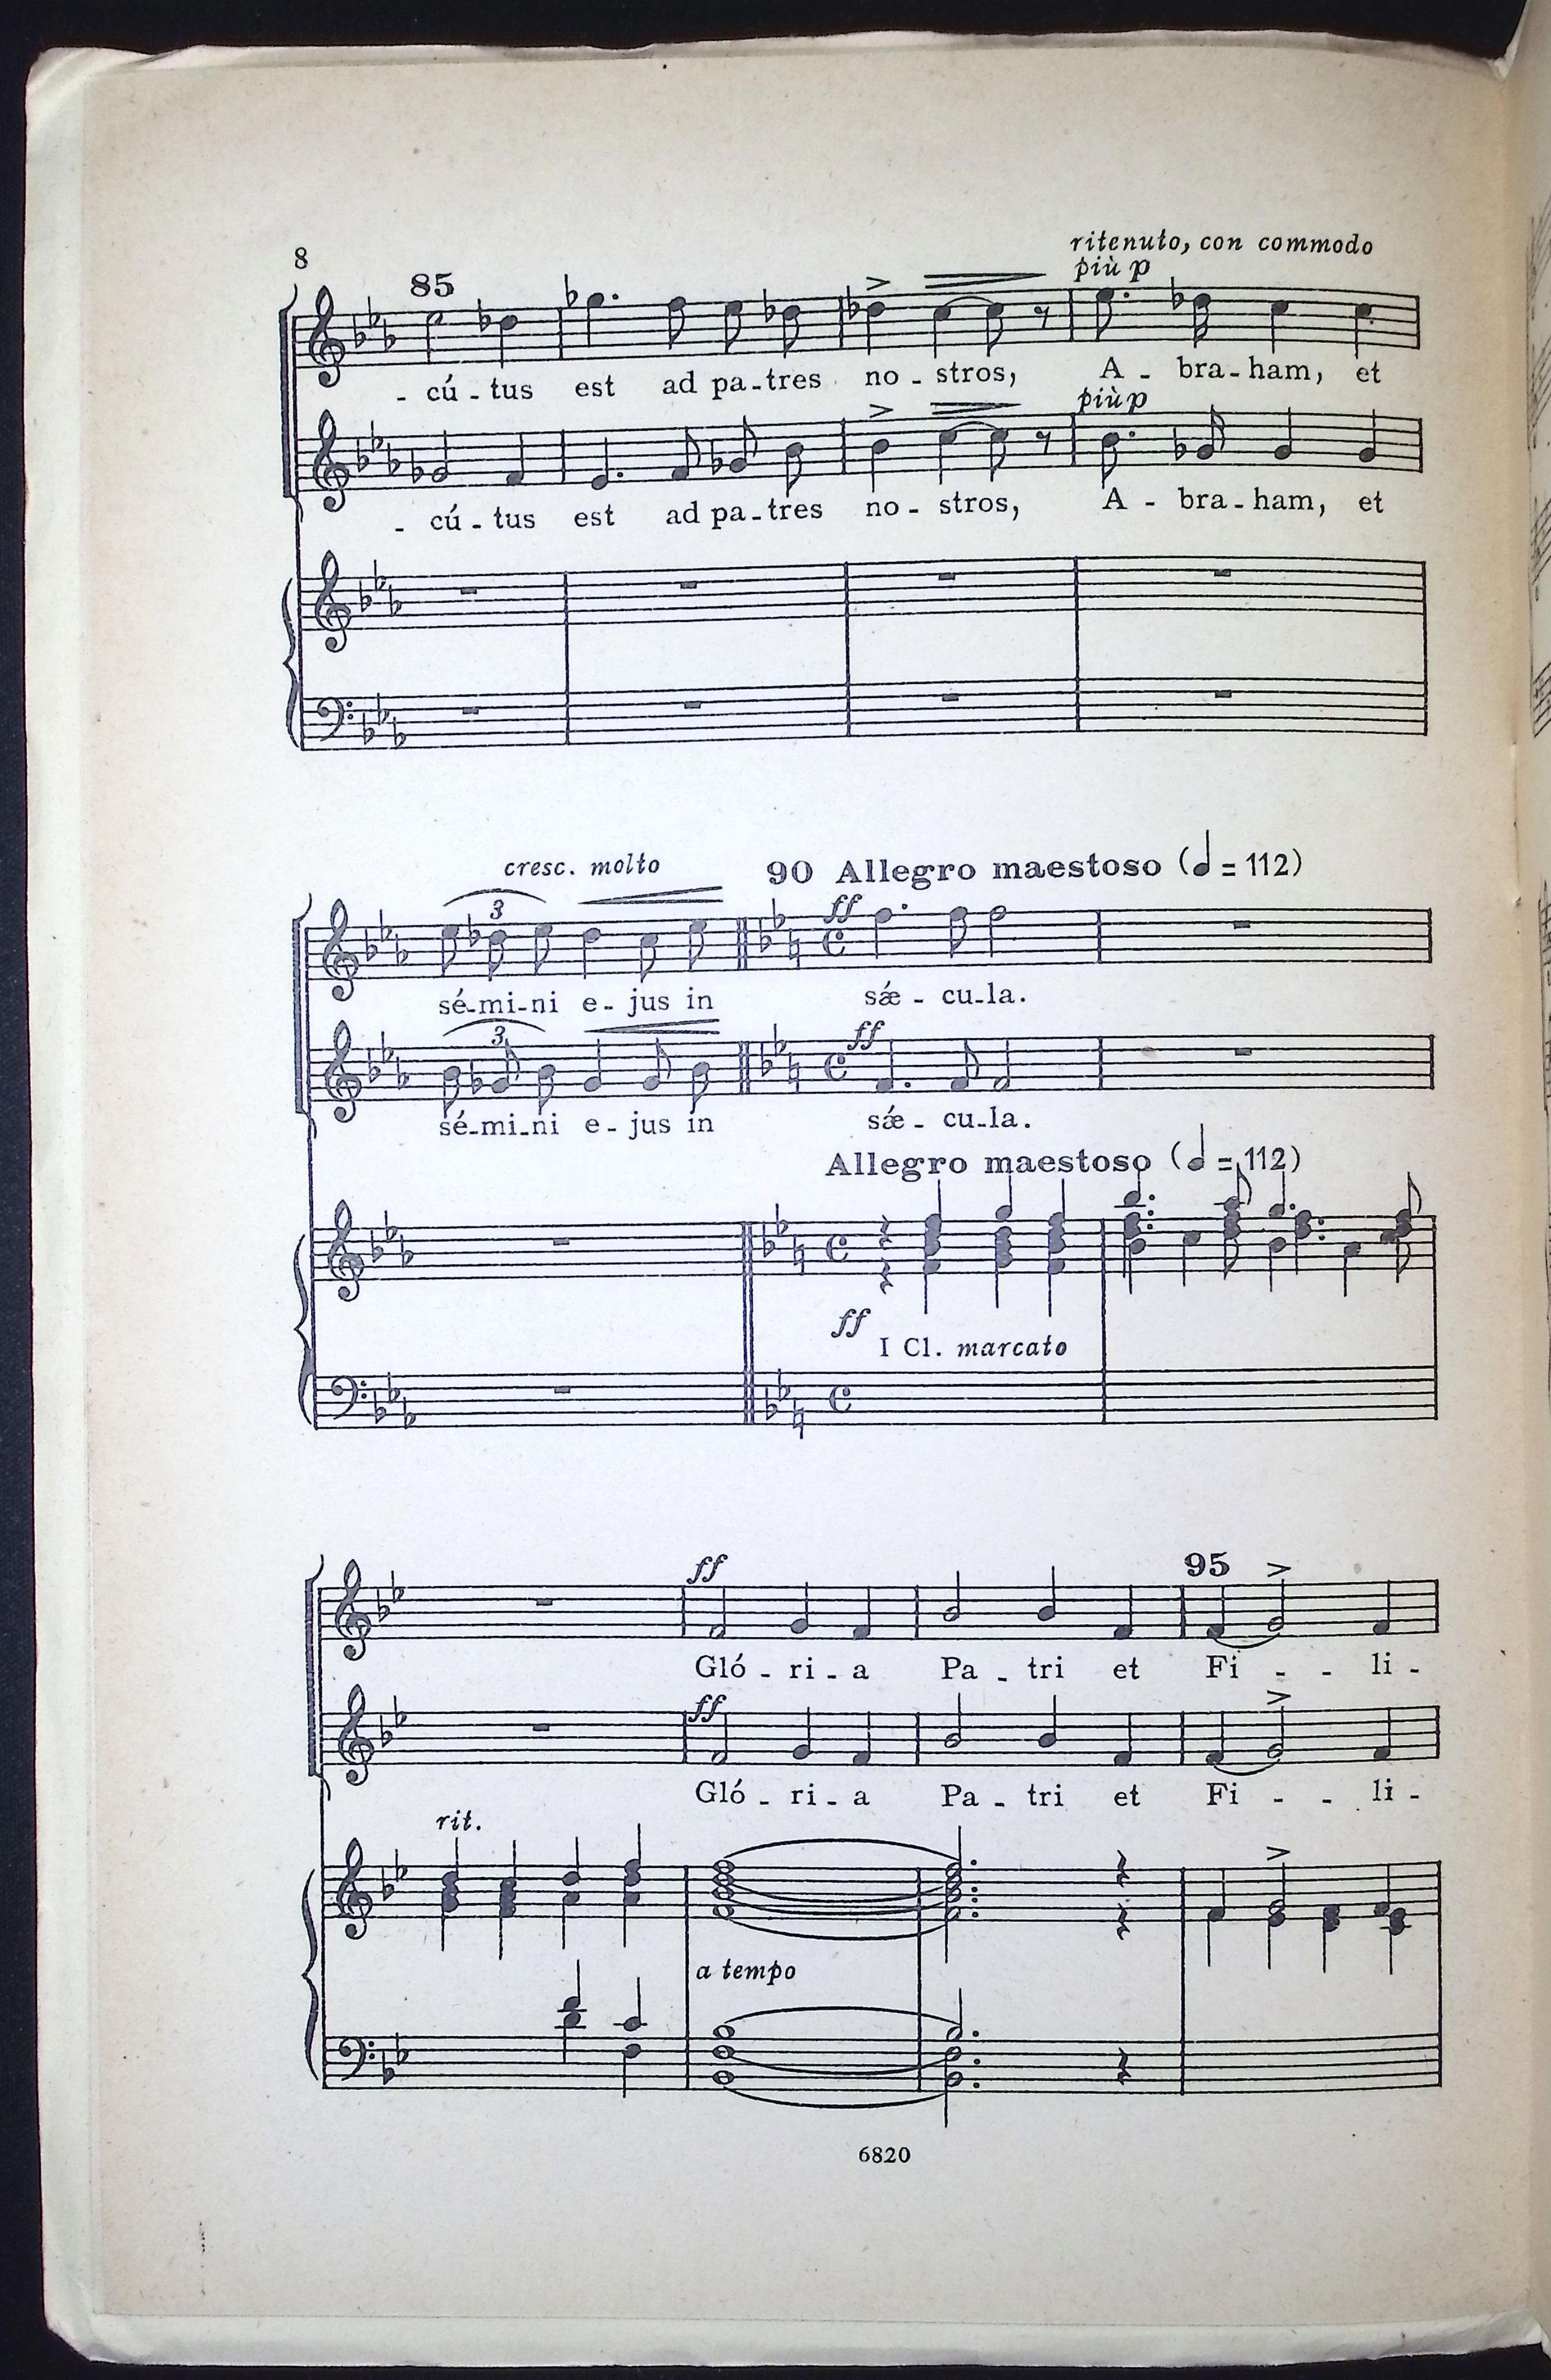 8
ritenuto, con commodo
85
più p
- cú - tus est ad pa - tres no - stros, A - bra - ham, et
più p
- cú - tus est ad pa - tres no - stros, A - bra - ham, et
cresc. molto
90 Allegro maestoso (𝅗𝅥 = 112)
3
ff
sé - mi - ni e - jus in sǽ - cu - la.
3
ff
sé - mi - ni e - jus in sǽ - cu - la.
Allegro maestoso (𝅗𝅥 = 112)
ff
I Cl. marcato
ff
95
Gló - ri - a Pa - tri et Fi - - li -
ff
Gló - ri - a Pa - tri et Fi - - li -
rit.
a tempo
6820